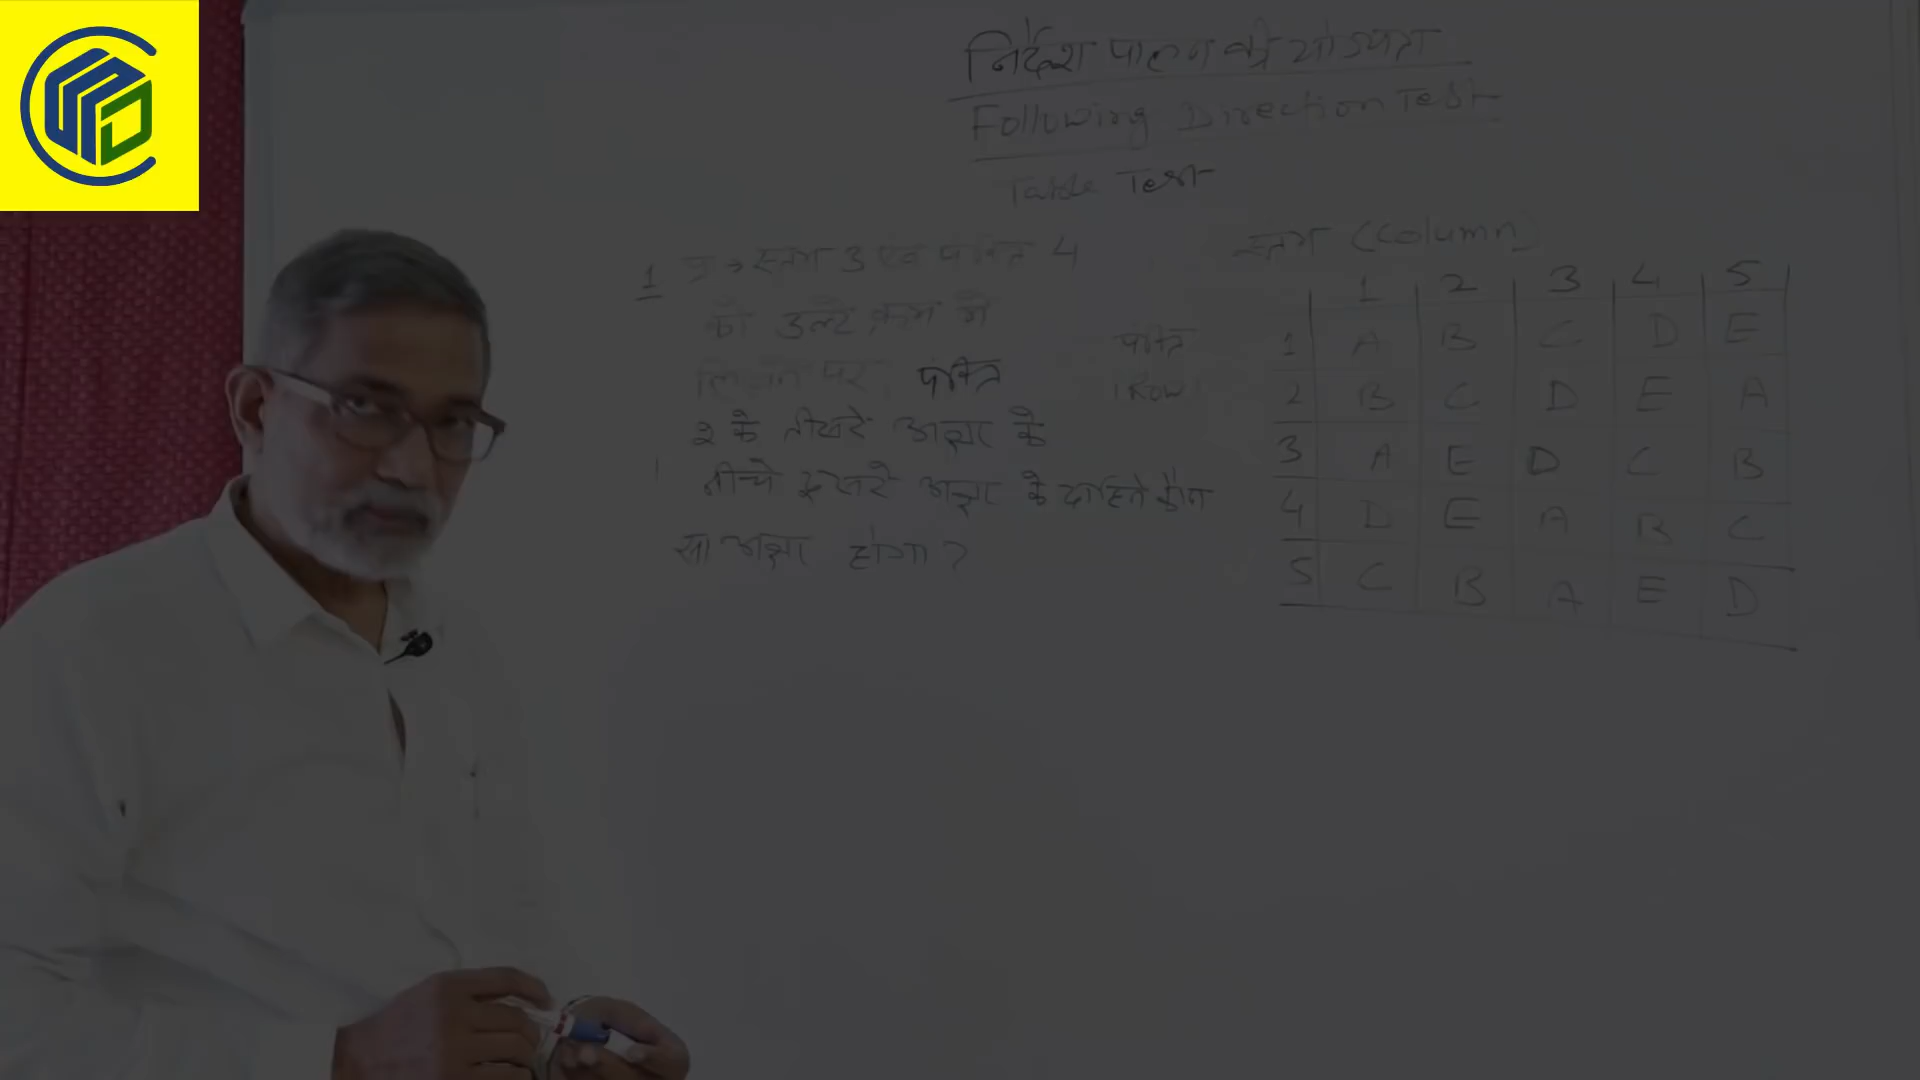 निर्देश पालन की योग्यता
Following Direction Test
Table Test
1 प्र→ स्तम्भ 3 एवं पंक्ति 4
को उल्टे क्रम में
लिखने पर पंक्ति
2 के तीसरे अक्षर के
नीचे दूसरे अक्षर के दाहिने कौन
सा अक्षर होगा?
स्तम्भ (Column)
1 2 3 4 5
पंक्ति
Row
1 A B C D E
2 B C D E A
3 A E D C B
4 D E A B C
5 C B A E D